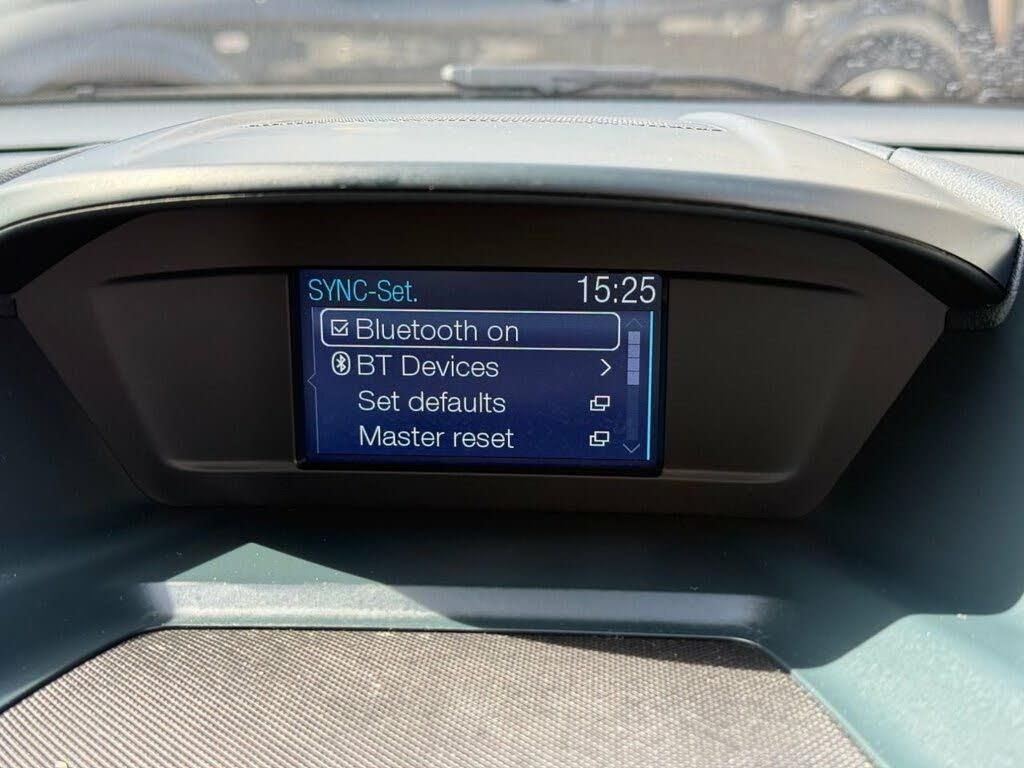 SYNC-Set. 15:25
Bluetooth on
BT Devices
Set defaults
Master reset